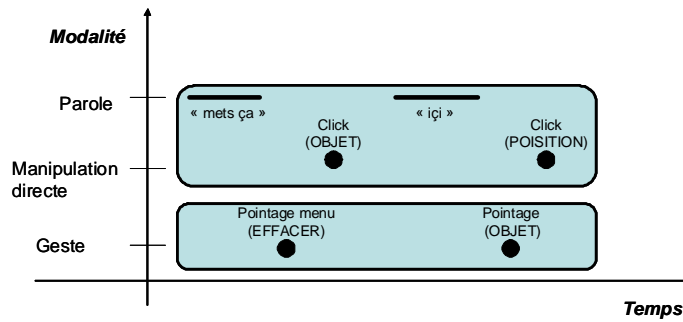 Modalité
Parole
« mets ça »
« içi »
Click
(OBJET)
Click
(POISITION)
Manipulation
directe
Pointage menu
(EFFACER)
Pointage
(OBJET)
Geste
Temps